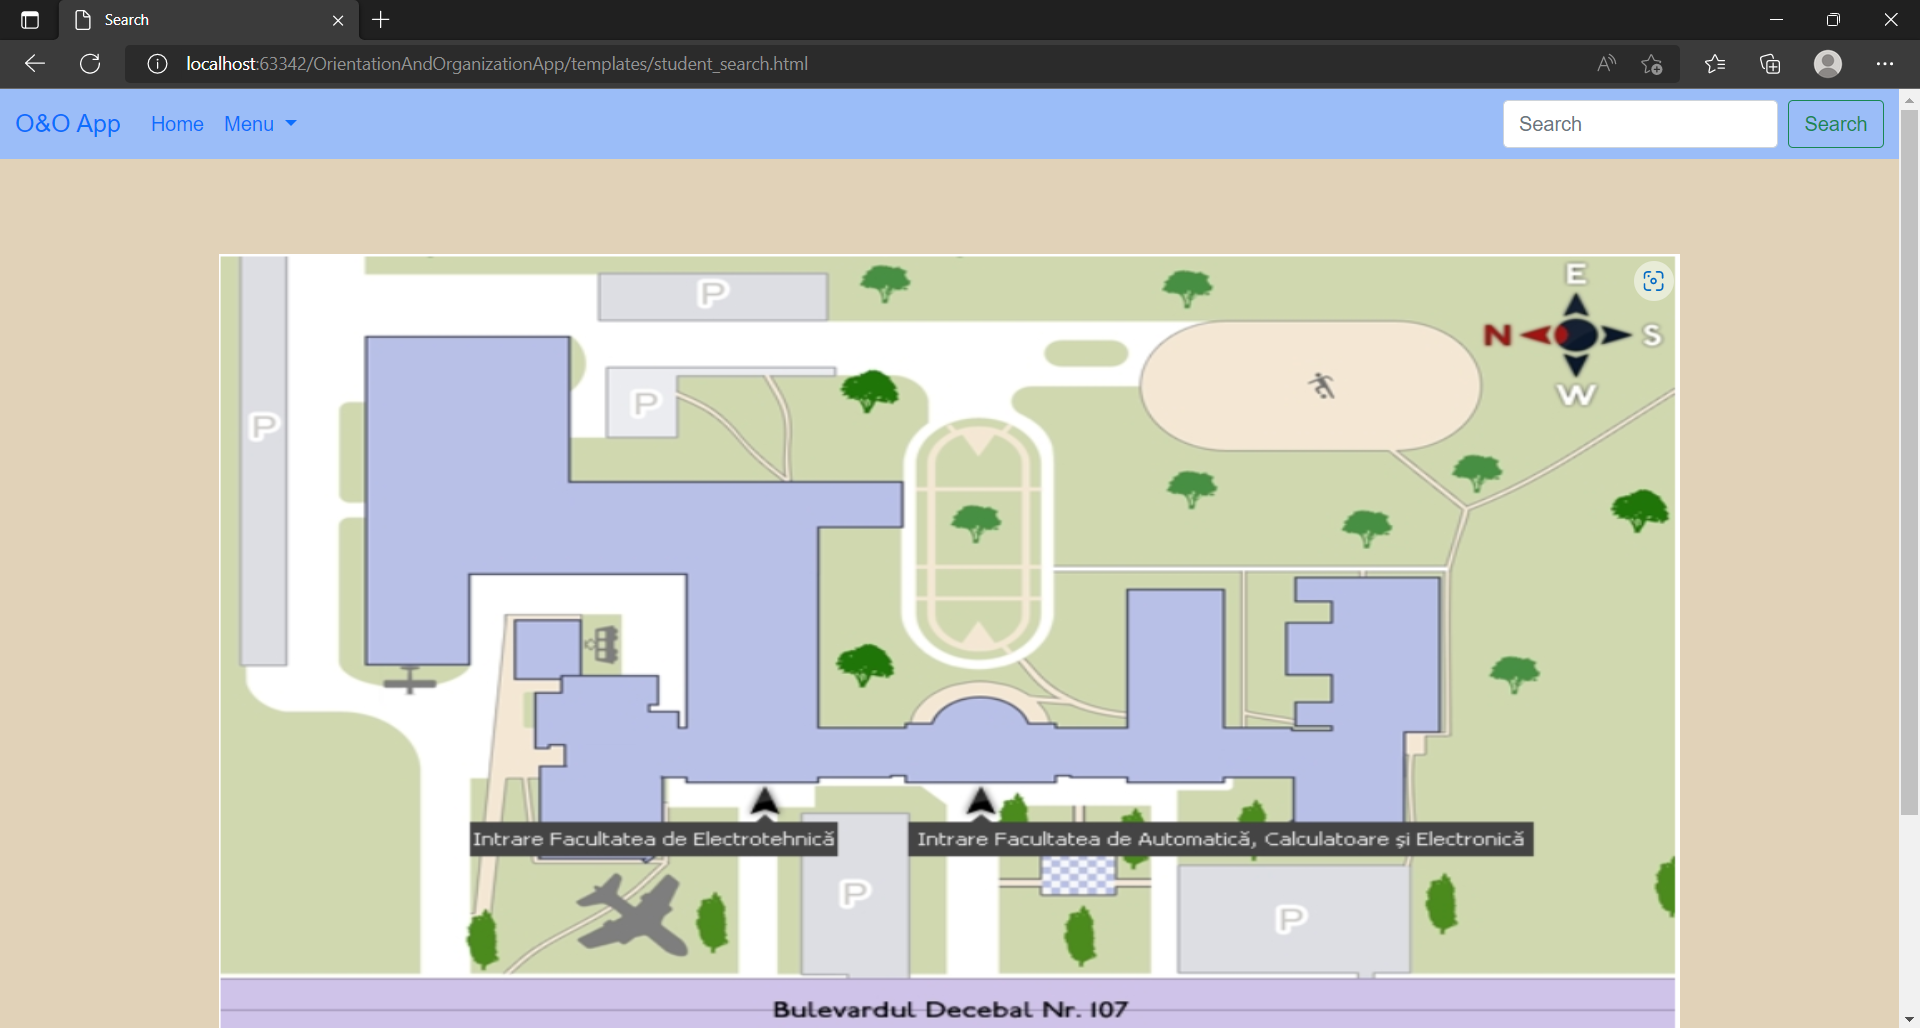 Search
localhost:63342/OrientationAndOrganizationApp/templates/student_search.html
O&O App
Home
Menu
Search
Search
E
N
S
W
P
P
P
Intrare Facultatea de Electrotehnică
Intrare Facultatea de Automatică, Calculatoare și Electronică
P
P
Bulevardul Decebal Nr. 107